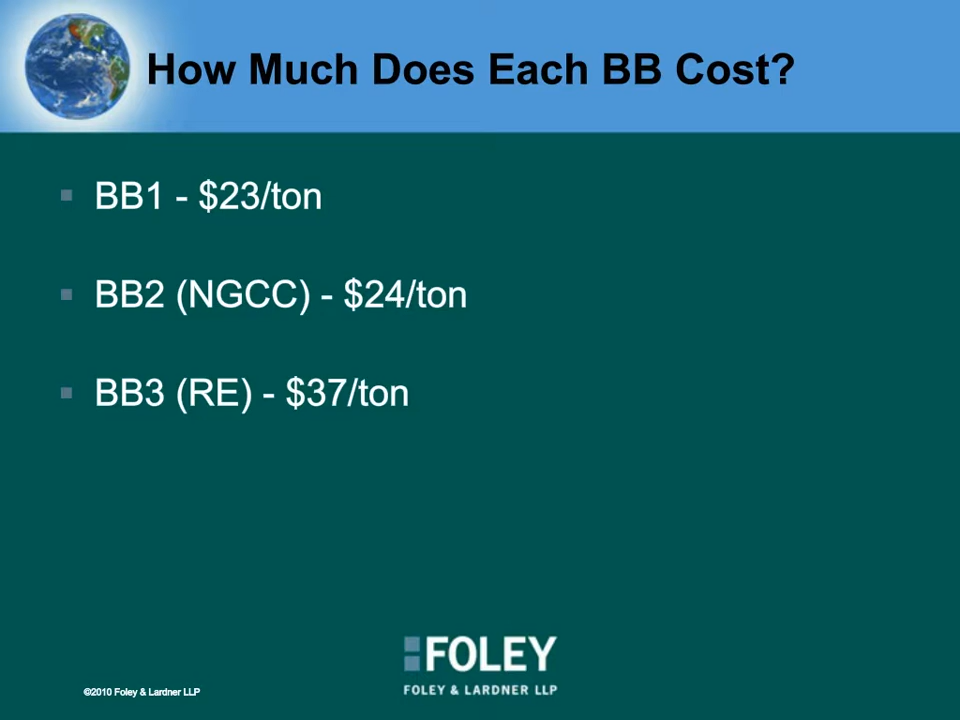 How Much Does Each BB Cost?
BB1 - $23/ton
BB2 (NGCC) - $24/ton
BB3 (RE) - $37/ton
FOLEY
FOLEY & LARDNER LLP
©2010 Foley & Lardner LLP